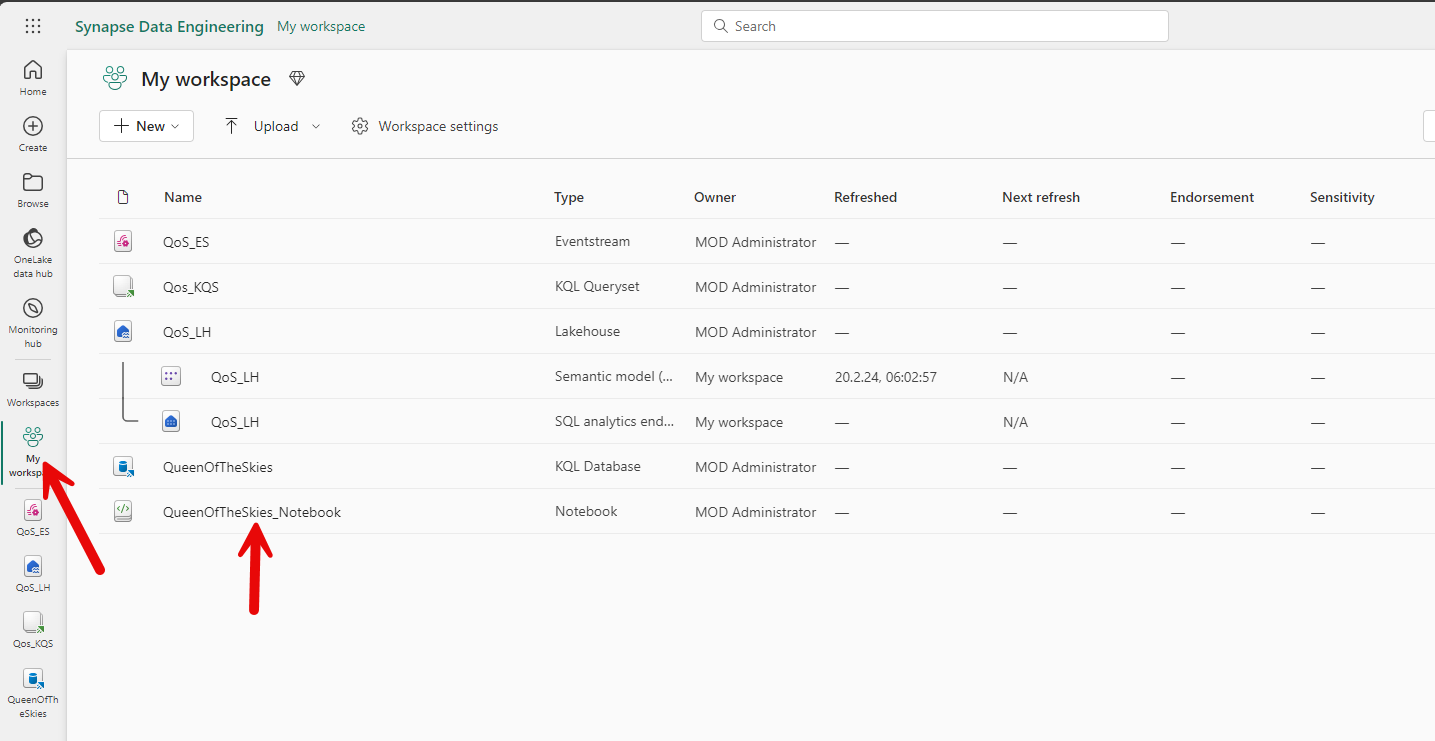 Synapse Data Engineering My workspace
Search
Home
Create
Browse
OneLake
data hub
Monitoring
hub
Workspaces
My
QoS_ES
QoS_LH
Qos_KQS
QueenOfTh
eSkies
My workspace
New Upload Workspace settings
Name Type Owner Refreshed Next refresh Endorsement Sensitivity
QoS_ES Eventstream MOD Administrator — — — —
Qos_KQS KQL Queryset MOD Administrator — — — —
QoS_LH Lakehouse MOD Administrator — — — —
QoS_LH Semantic model (... My workspace 20.2.24, 06:02:57 N/A — —
QoS_LH SQL analytics end... My workspace — N/A — —
QueenOfTheSkies KQL Database MOD Administrator — — — —
QueenOfTheSkies_Notebook Notebook MOD Administrator — — — —